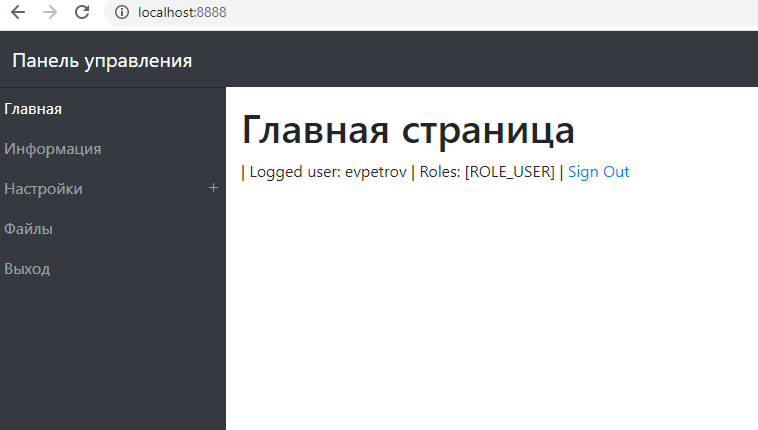 localhost:8888
Панель управления
Главная
Информация
Настройки +
Файлы
Выход
Главная страница
| Logged user: evpetrov | Roles: [ROLE_USER] | Sign Out